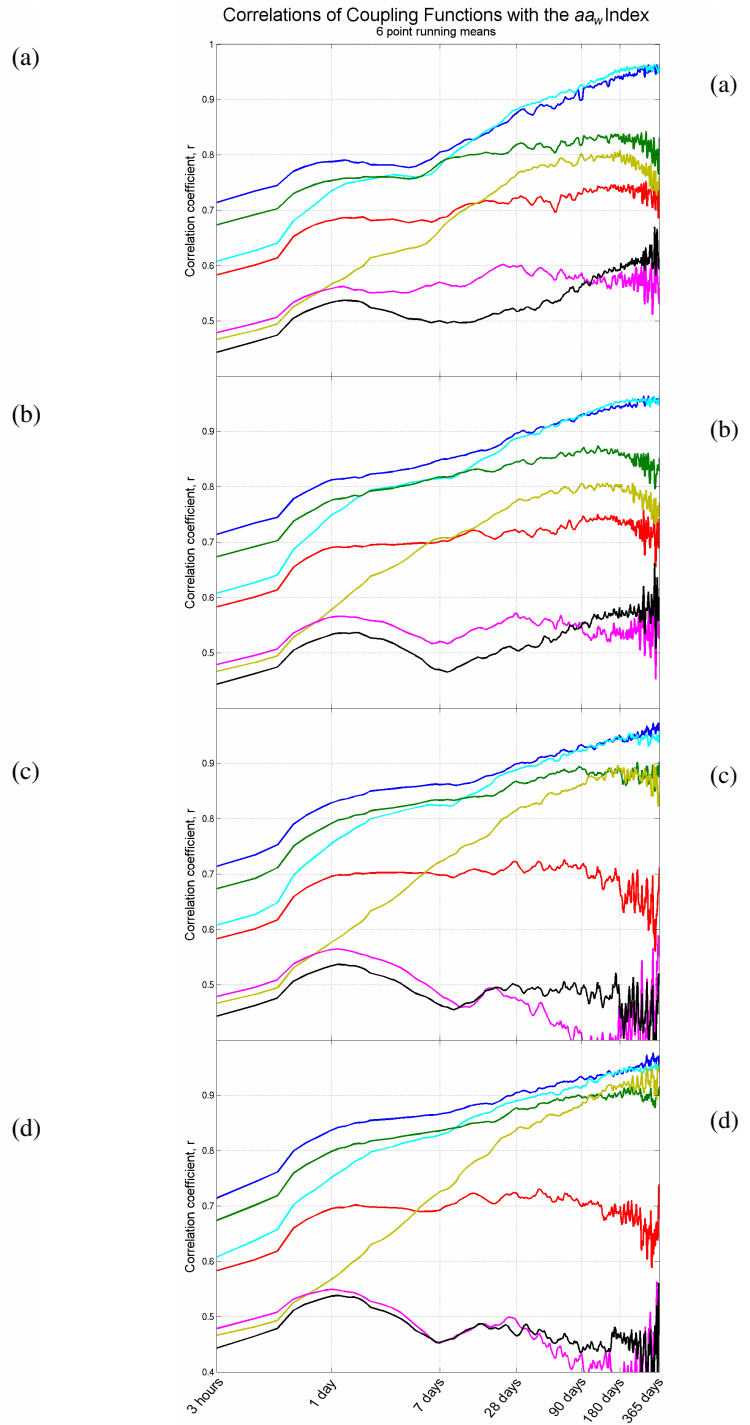 Correlations of Coupling Functions with the aaw Index
6 point running means
(a)
(a)
1
0.9
0.8
0.7
0.6
0.5
Correlation coefficient, r
(b)
(b)
0.9
0.8
0.7
0.6
0.5
Correlation coefficient, r
(c)
(c)
0.9
0.8
0.7
0.6
0.5
Correlation coefficient, r
(d)
(d)
0.9
0.8
0.7
0.6
0.5
0.4
Correlation coefficient, r
3 hours
1 day
7 days
28 days
90 days
180 days
365 days